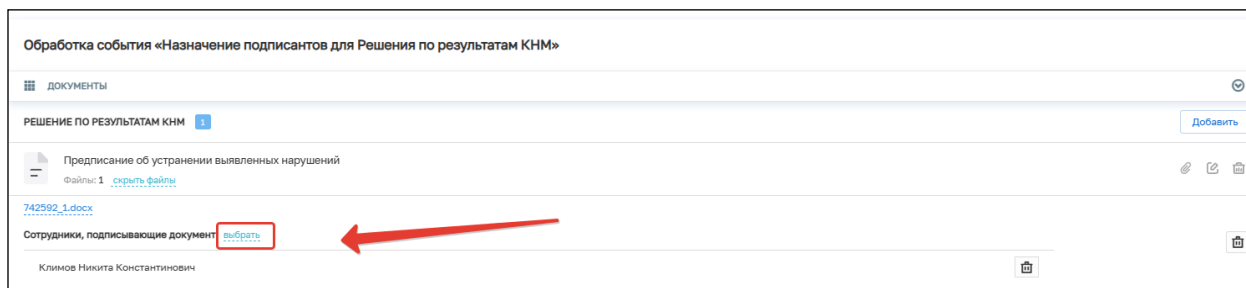 Обработка события «Назначение подписантов для Решения по результатам КНМ»
ДОКУМЕНТЫ
РЕШЕНИЕ ПО РЕЗУЛЬТАТАМ КНМ 1
Добавить
Предписание об устранении выявленных нарушений
Файлы: 1 скрыть файлы
742592_1.docx
Сотрудники, подписывающие документ выбрать
Климов Никита Константинович